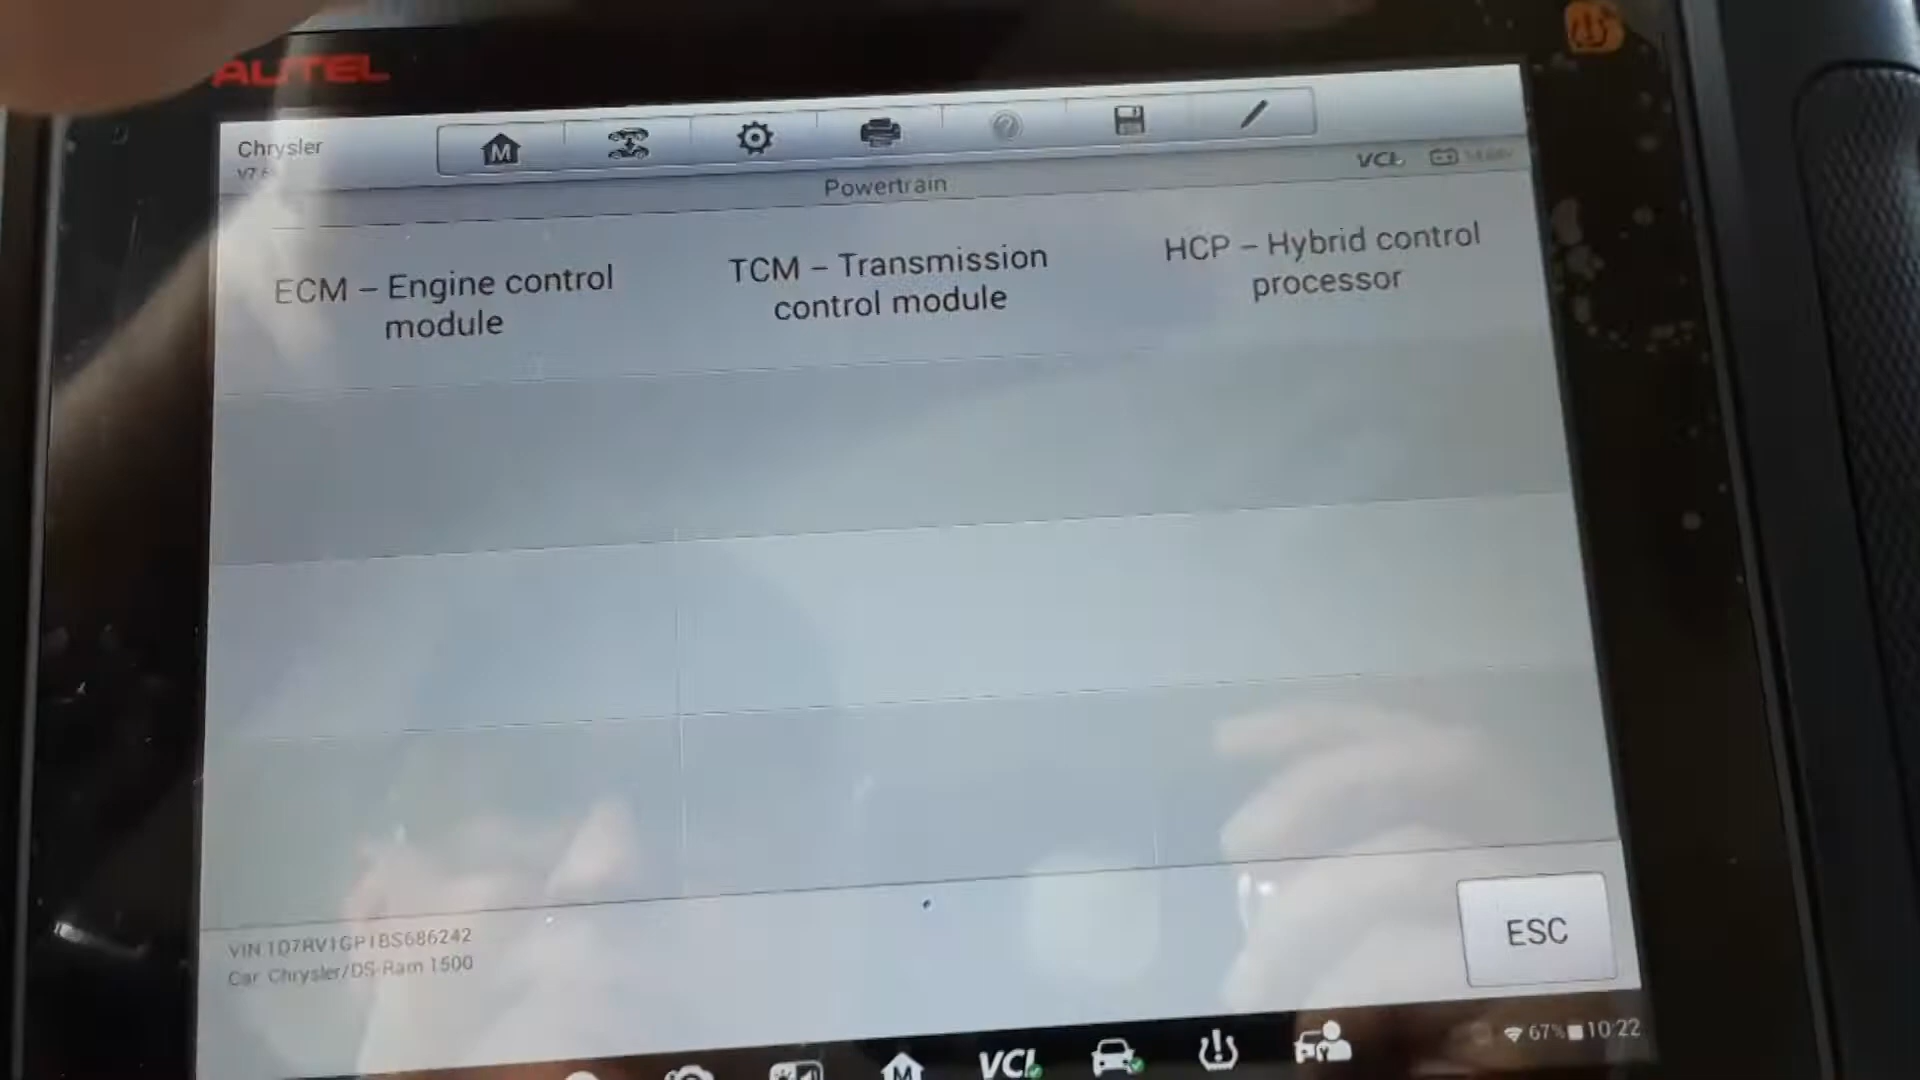 AUTEL
Chrysler
M
VCI
Powertrain
ECM – Engine control
module
TCM – Transmission
control module
HCP – Hybrid control
processor
VIN 1D7RV1GP1BS686242
Car Chrysler/DS-Ram 1500
ESC
67% 10:22
M
VCI